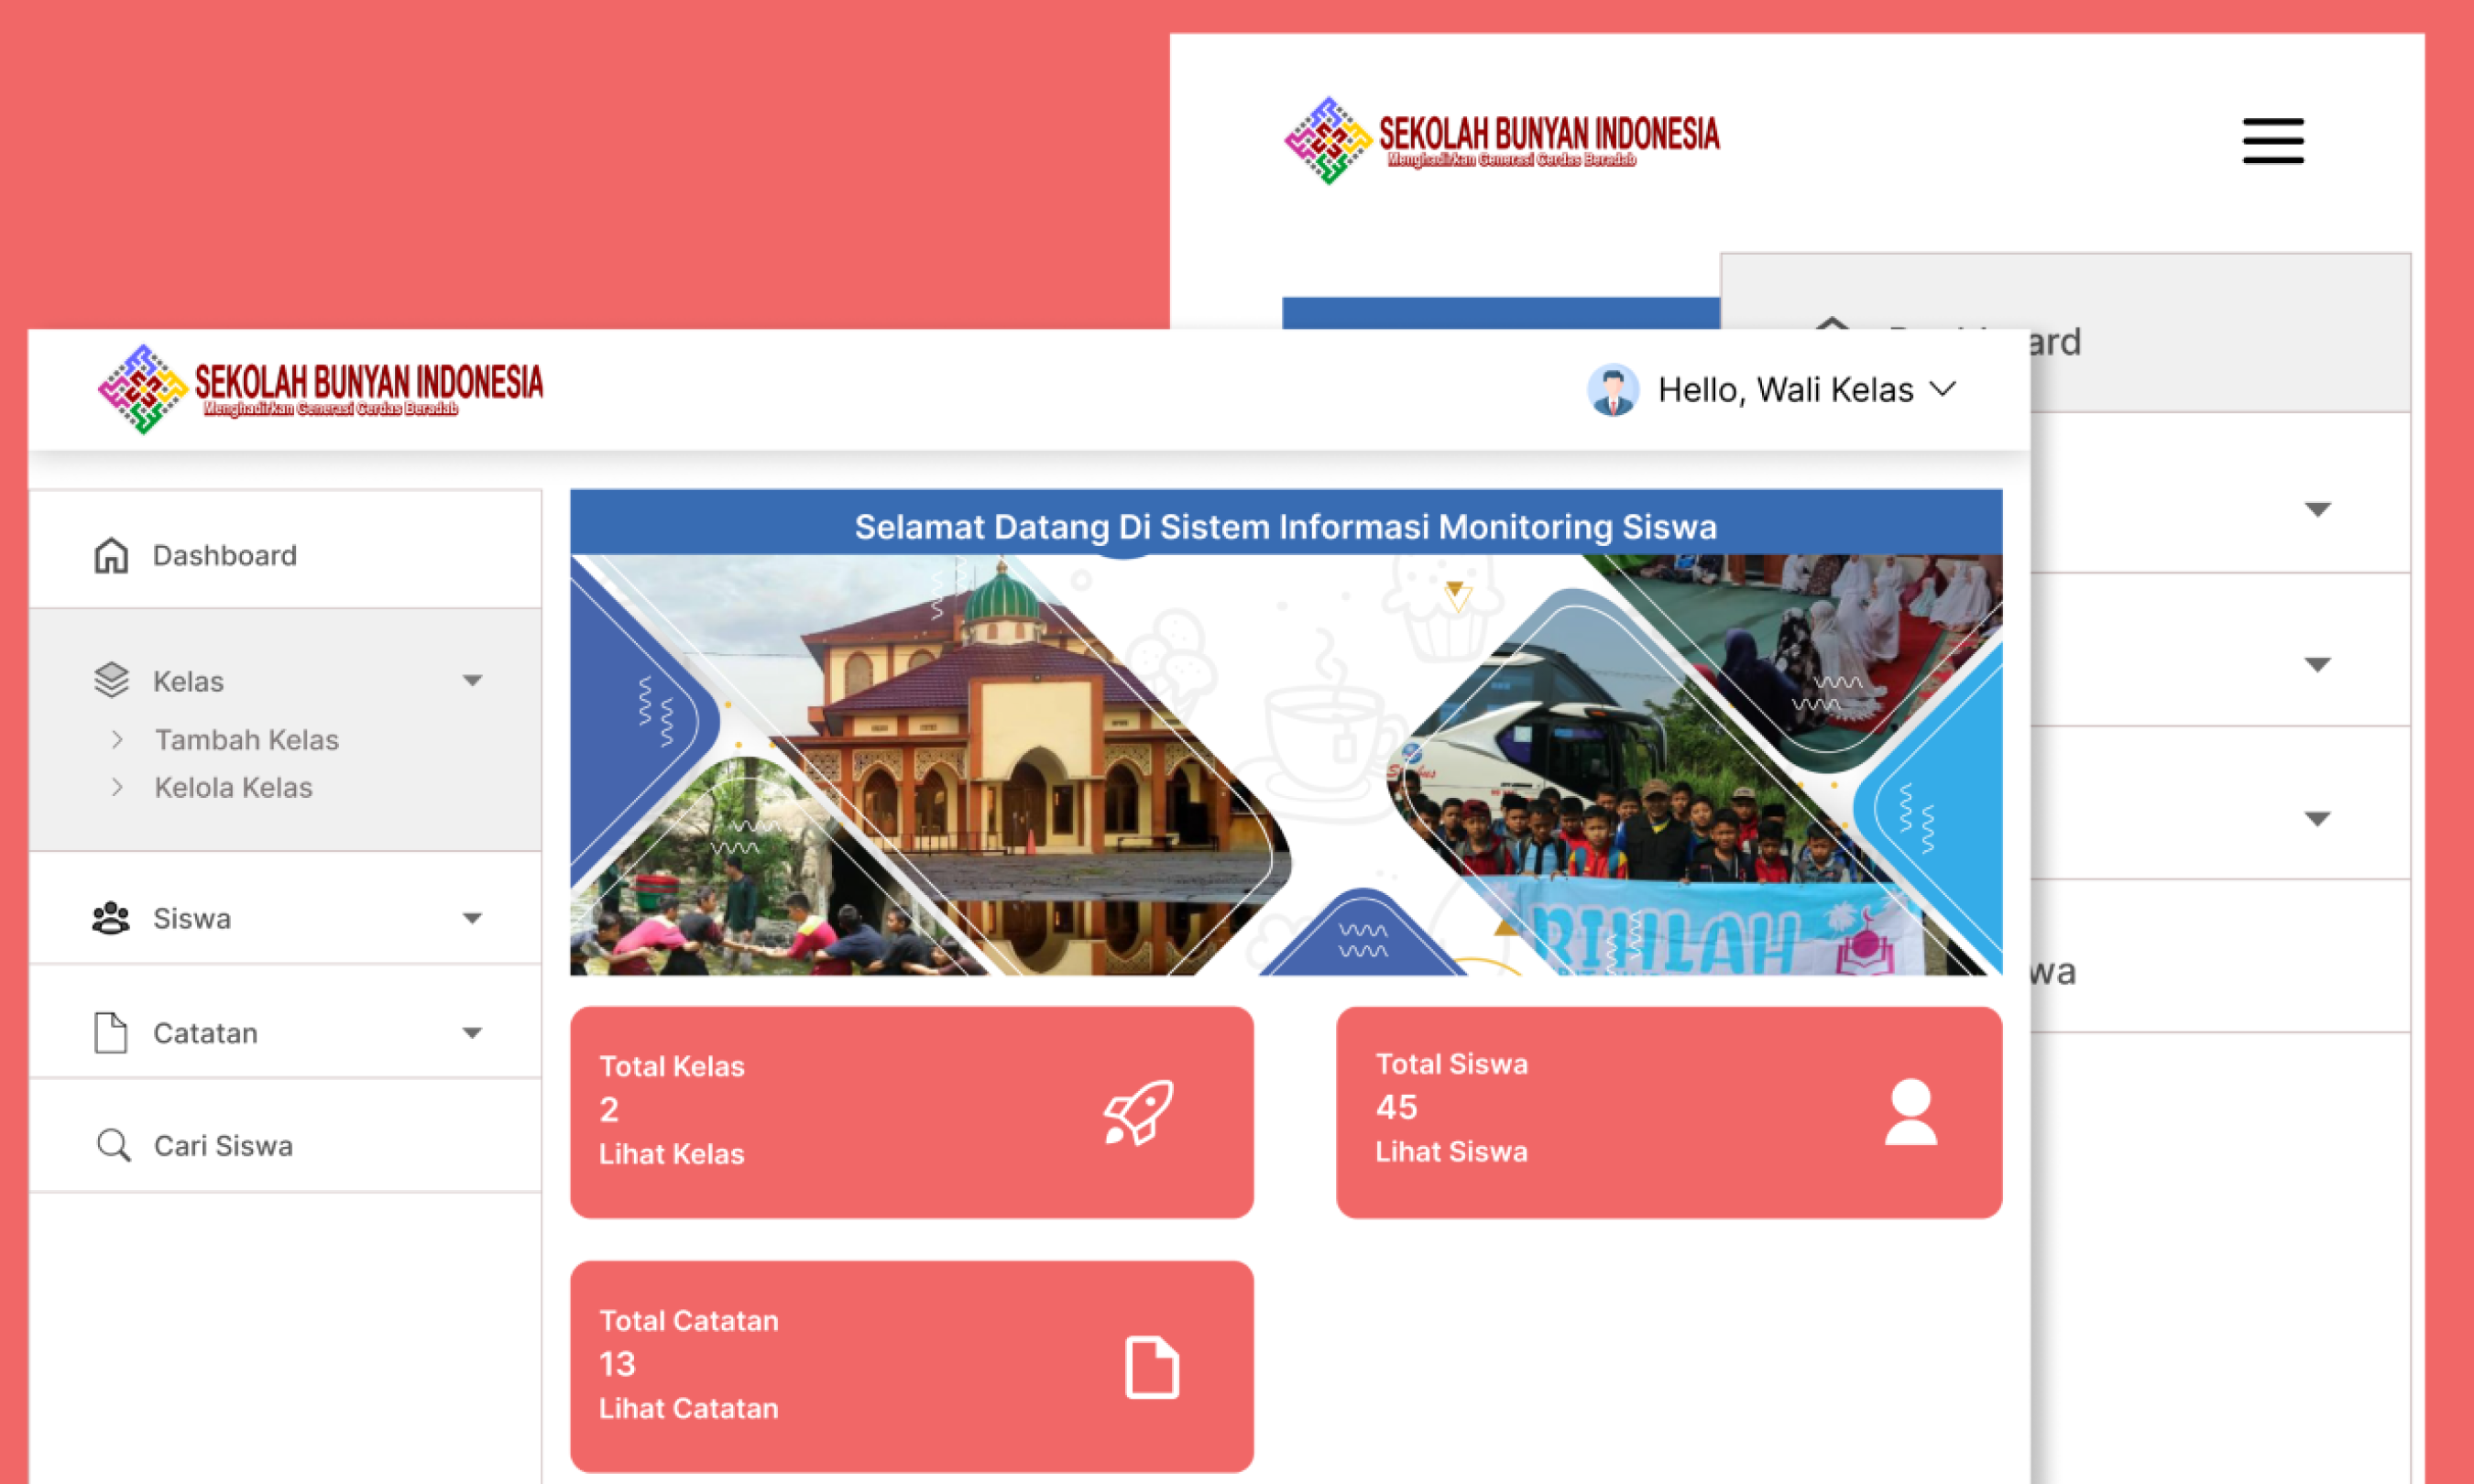 SEKOLAH BUNYAN INDONESIA
Menghadirkan Generasi Cerdas Beradab
SEKOLAH BUNYAN INDONESIA
Menghadirkan Generasi Cerdas Beradab
Hello, Wali Kelas
ard
Dashboard
Kelas
Tambah Kelas
Kelola Kelas
Siswa
Catatan
Cari Siswa
wa
Selamat Datang Di Sistem Informasi Monitoring Siswa
RIHLAH
Total Kelas
2
Lihat Kelas
Total Siswa
45
Lihat Siswa
Total Catatan
13
Lihat Catatan